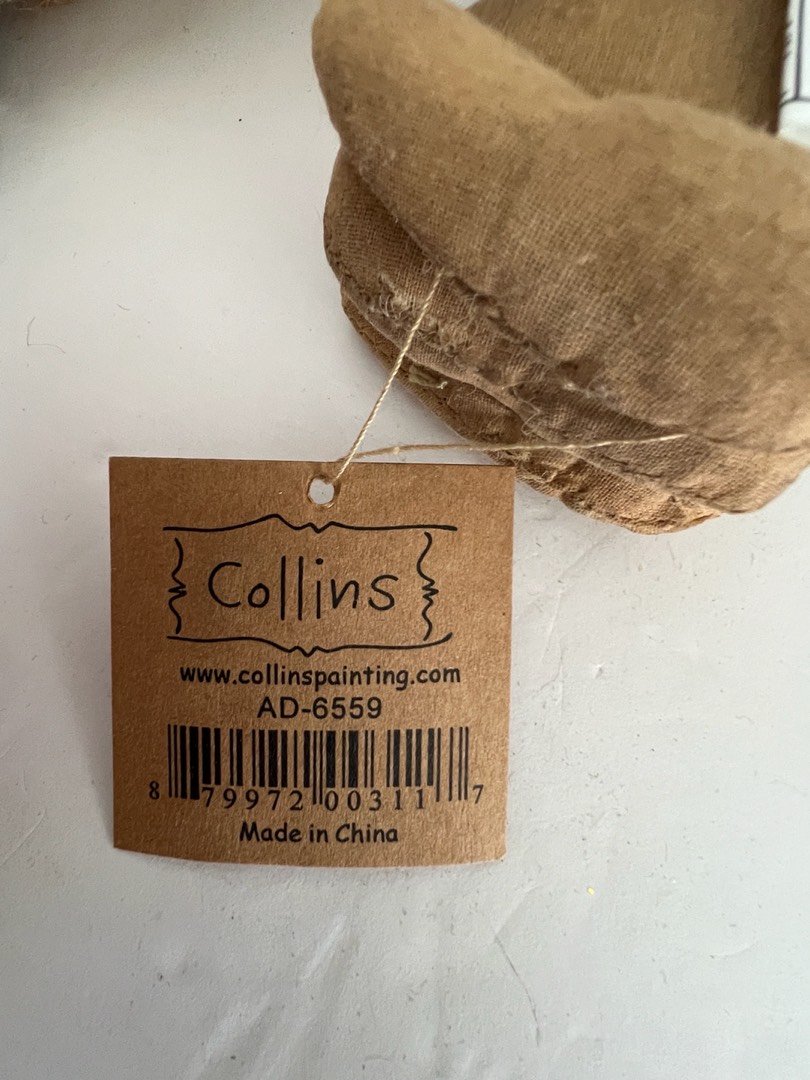 Collins
www.collinspainting.com
AD-6559
8 79972 00311 7
Made in China